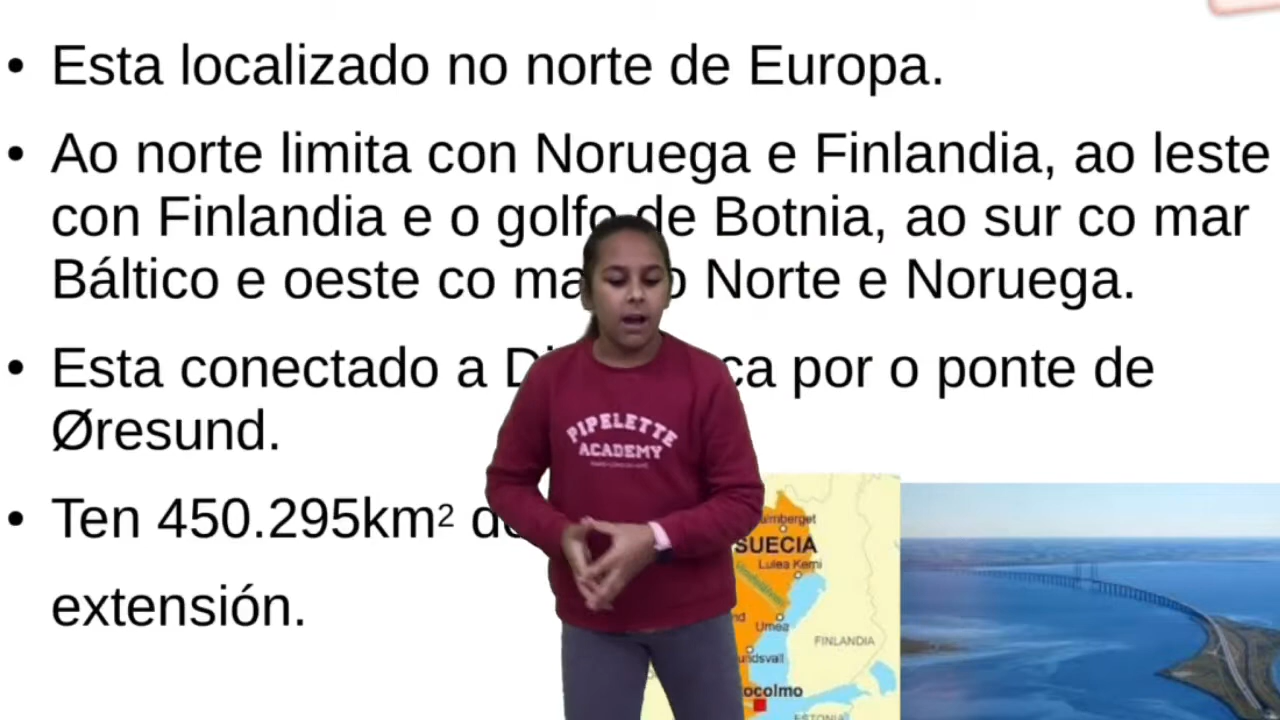 • Esta localizado no norte de Europa.
• Ao norte limita con Noruega e Finlandia, ao leste
con Finlandia e o golfo de Botnia, ao sur co mar
Báltico e oeste co Norte e Noruega.
• Esta conectado a por o ponte de
Øresund.
• Ten 450.295km²
extensión.
PIPELETTE
ACADEMY
SUECIA
Lulea Kemi
Umea
FINLANDIA
ESTONIA